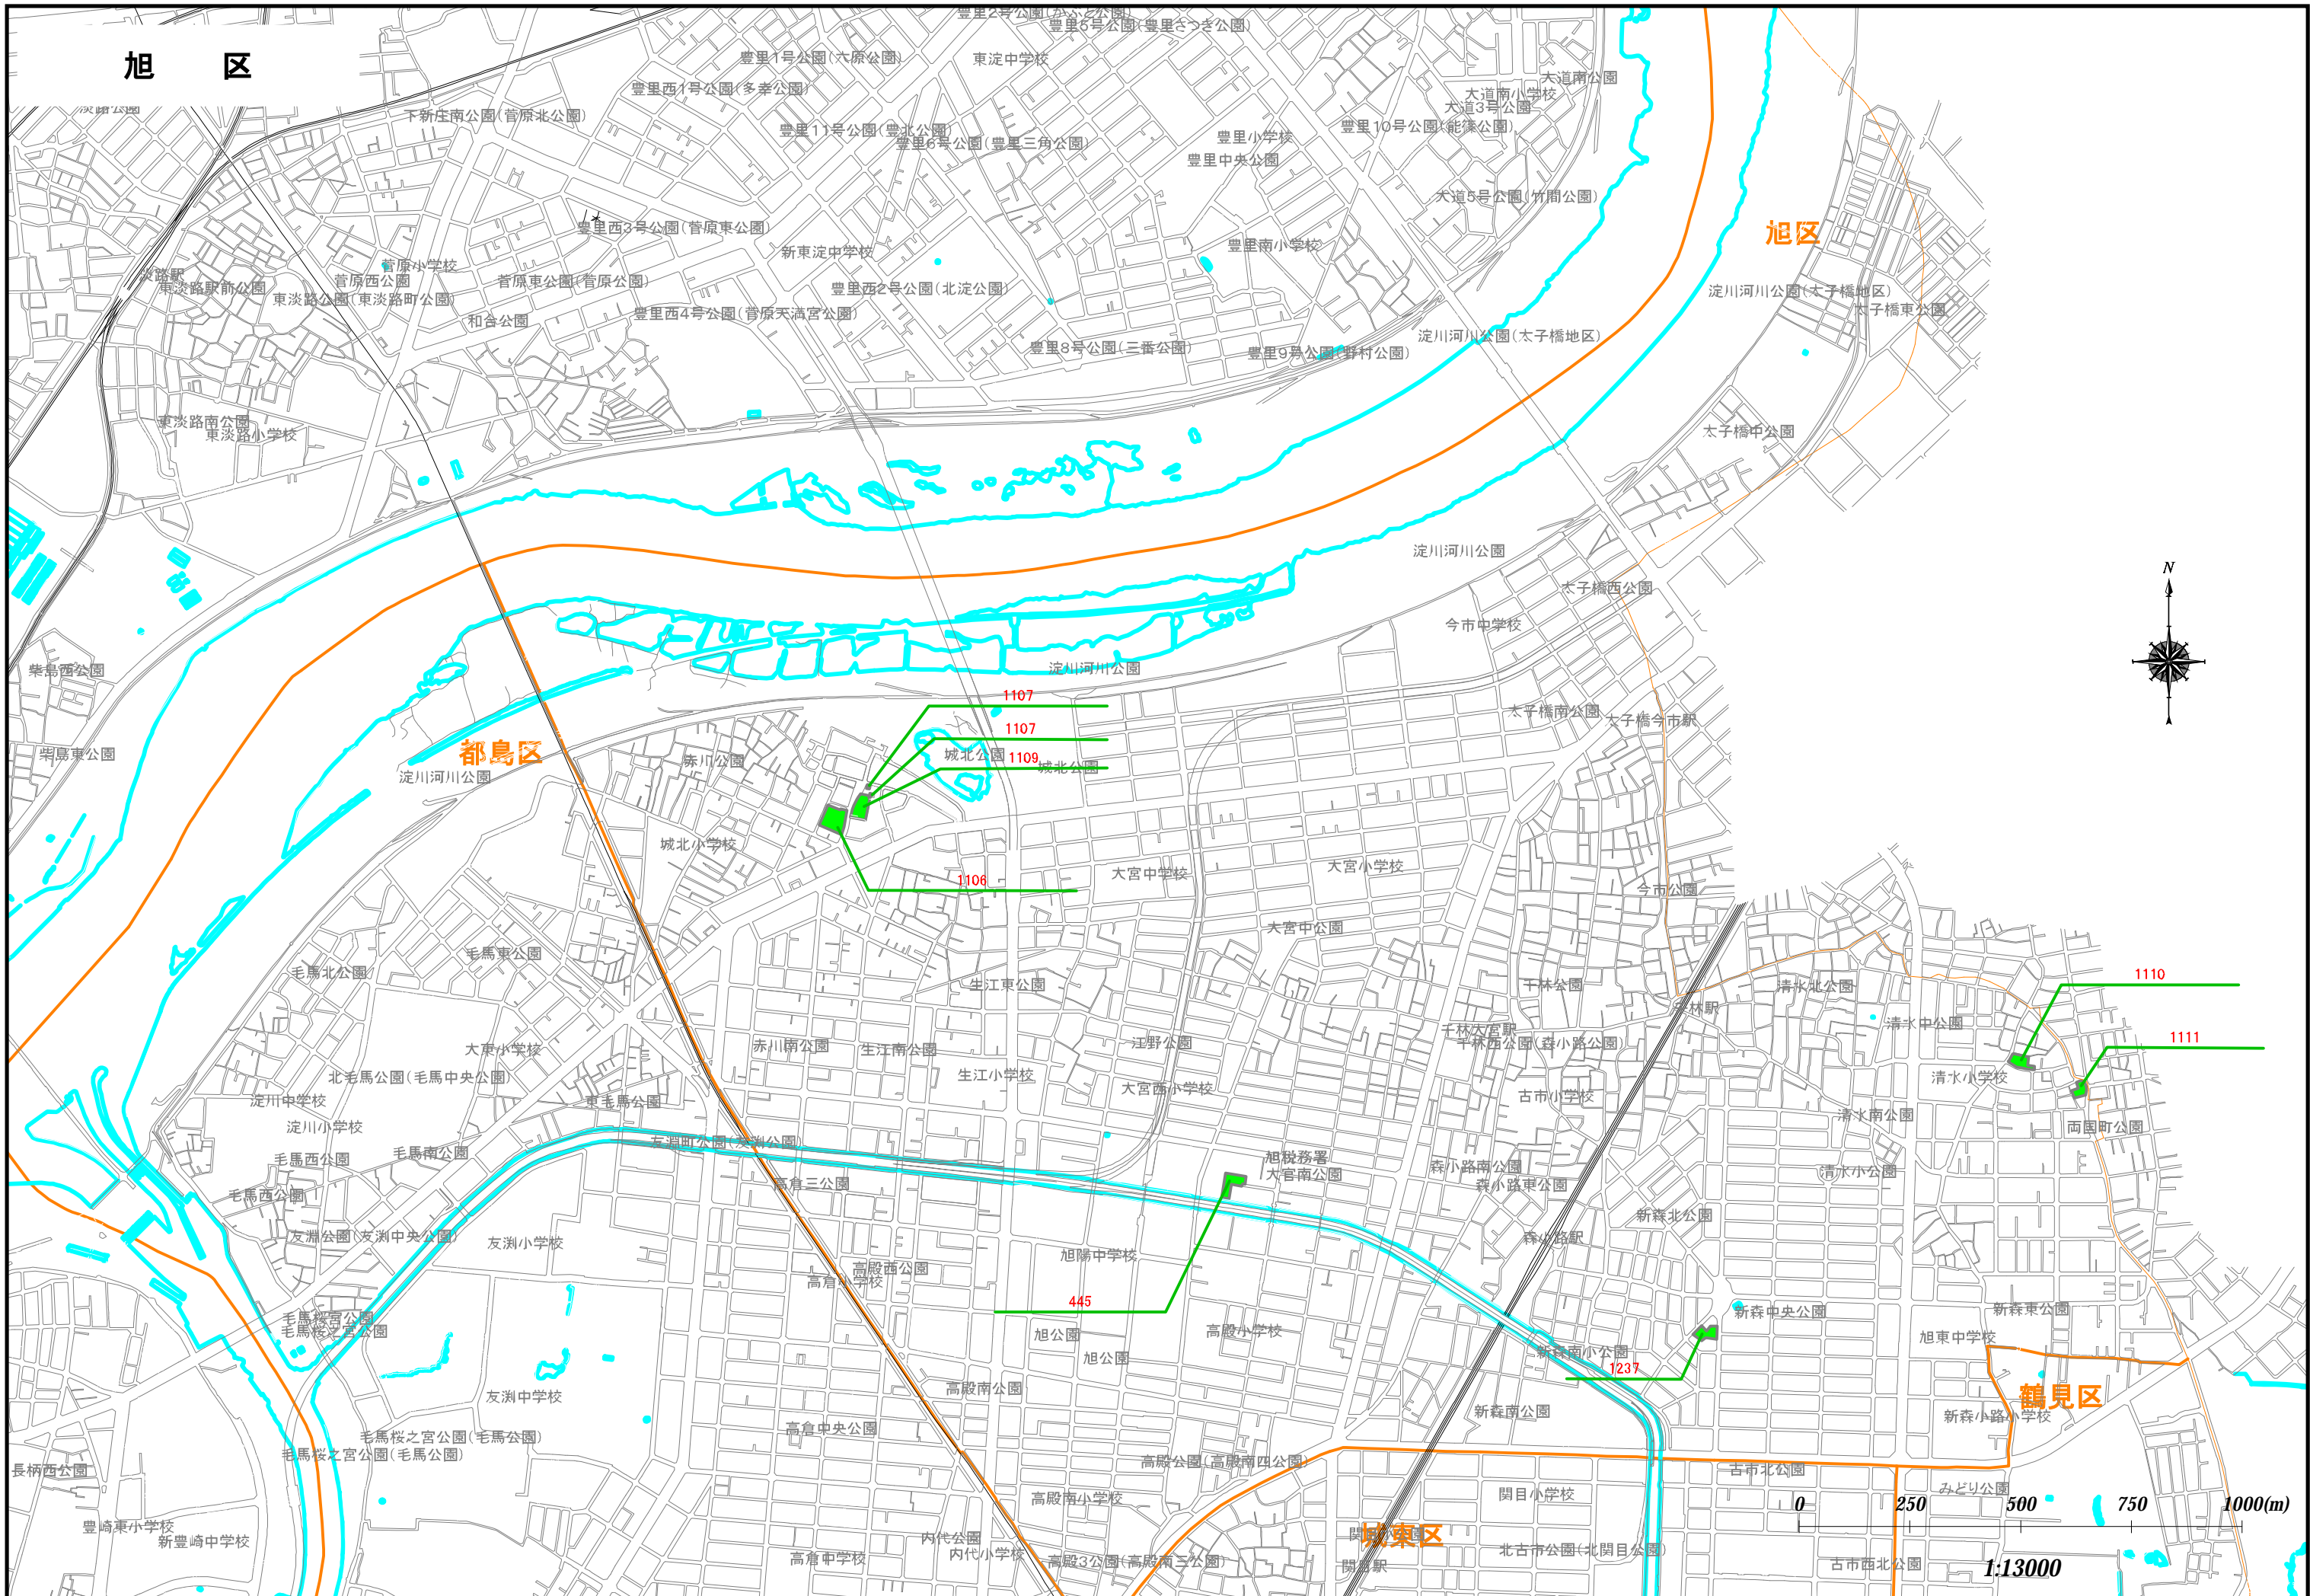 旭　区
豊里2号公園(かぶと公園)
豊里5号公園(豊里さつき公園)
豊里1号公園(六原公園)
東淀中学校
大道南公園
豊里西1号公園(多幸公園)
大道南小学校
大道3号公園
淡路公園
下新庄南公園(菅原北公園)
豊里11号公園(豊北公園)
豊里10号公園(能篠公園)
豊里6号公園(豊里三角公園)
豊里小学校
豊里中央公園
大道5号公園(竹間公園)
豊里西3号公園(菅原東公園)
旭区
新東淀中学校
豊里南小学校
淡路駅
菅原小学校
菅原西公園
菅原東公園(菅原公園)
東淡路駅前公園
豊里西2号公園(北淀公園)
淀川河川公園(太子橋地区)
東淡路公園(東淡路町公園)
太子橋東公園
和合公園
豊里西4号公園(菅原天満宮公園)
淀川河川公園(太子橋地区)
豊里8号公園(三番公園)
豊里9号公園(野村公園)
東淡路南公園
東淡路小学校
太子橋中公園
淀川河川公園
N
太子橋西公園
今市中学校
柴島西公園
淀川河川公園
1107
太子橋南公園
太子橋今市駅
1107
都島区
柴島東公園
赤川公園
城北公園
1109
城北公園
淀川河川公園
城北小学校
大宮中学校
大宮小学校
1106
今市公園
大宮中公園
毛馬東公園
毛馬北公園
1110
生江東公園
千林公園
清水北公園
千林駅
清水中公園
千林大宮駅
1111
大東小学校
赤川南公園
生江南公園
江野公園
千林西公園(森小路公園)
北毛馬公園(毛馬中央公園)
生江小学校
清水小学校
大宮西小学校
古市小学校
淀川中学校
東毛馬公園
清水南公園
淀川小学校
両国町公園
友淵町公園(友渕公園)
毛馬南公園
毛馬西公園
旭税務署
大宮南公園
森小路南公園
清水小公園
高倉三公園
森小路東公園
毛馬西公園
新森北公園
友淵公園(友渕中央公園)
友渕小学校
森小路駅
旭陽中学校
高殿西公園
高倉小学校
445
毛馬桜宮公園
毛馬桜之宮公園
新森中央公園
新森東公園
旭公園
高殿小学校
旭東中学校
旭公園
新森南小公園
1237
高殿南公園
友渕中学校
鶴見区
新森南公園
新森小路小学校
高倉中央公園
毛馬桜之宮公園(毛馬公園)
毛馬桜之宮公園(毛馬公園)
高殿公園(高殿南四公園)
長柄西公園
古市北公園
みどり公園
高殿南小学校
関目小学校
0 250 500 750 1000(m)
豊崎東小学校
新豊崎中学校
内代公園
城東区
内代小学校
北古市公園(北関目公園)
高倉中学校
高殿3公園(高殿南三公園)
関目駅
古市西北公園
1:13000